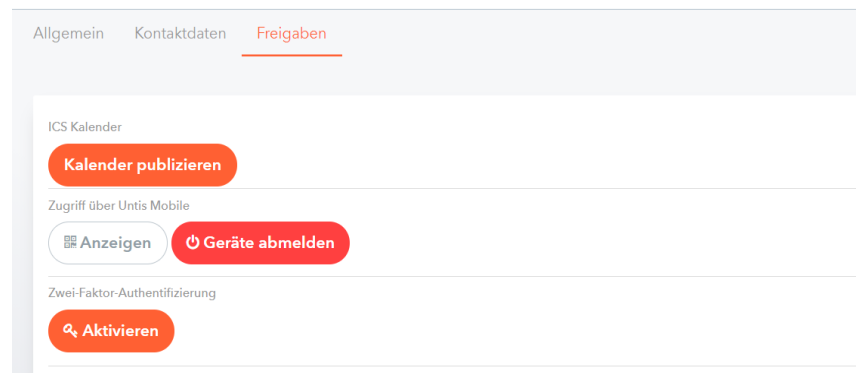 Allgemein Kontaktdaten Freigaben
ICS Kalender
Kalender publizieren
Zugriff über Untis Mobile
Anzeigen Geräte abmelden
Zwei-Faktor-Authentifizierung
Aktivieren